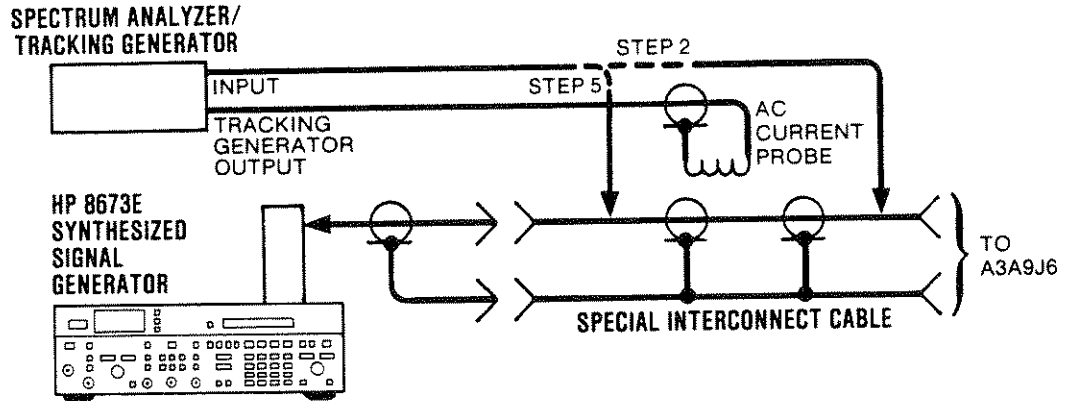 SPECTRUM ANALYZER/
TRACKING GENERATOR
INPUT
TRACKING
GENERATOR
OUTPUT
STEP 2
STEP 5
AC
CURRENT
PROBE
HP 8673E
SYNTHESIZED
SIGNAL
GENERATOR
TO
A3A9J6
SPECIAL INTERCONNECT CABLE